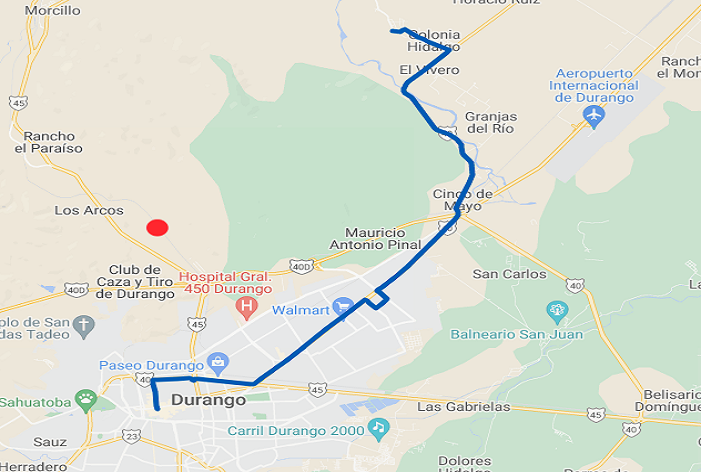 Morcillo
Horacio Ruiz
Colonia
Hidalgo
El Vivero
Ranch
el Mon
Aeropuerto
Internacional
de Durango
45
Granjas
del Río
Rancho
el Paraíso
Cinco de
Mayo
Los Arcos
Mauricio
Antonio Pinal
40D
Club de
Caza y Tiro
de Durango
Hospital Gral.
450 Durango
San Carlos
40
40D
Walmart
Balneario San Juan
plo de San
das Tadeo
45
Paseo Durango
40
45
Sahuatoba
Durango
Las Gabrielas
Belisario
Domíngue
45
45
Sauz
23
Carril Durango 2000
Herradero
Dolores
Hidalgo